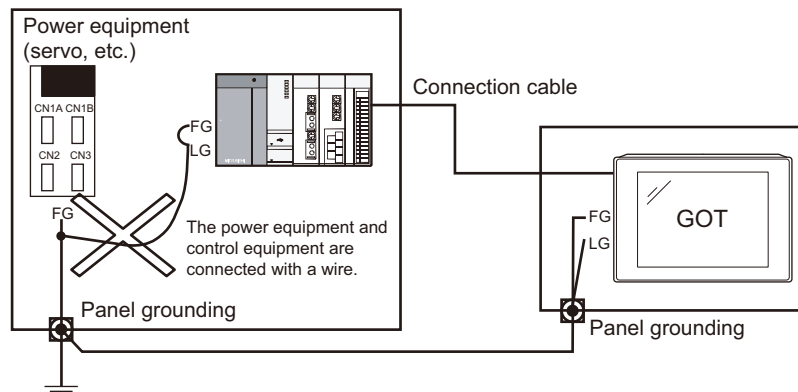 Power equipment
(servo, etc.)
CN1A CN1B
CN2 CN3
FG
FG
LG
The power equipment and
control equipment are
connected with a wire.
Panel grounding
Connection cable
FG
LG
GOT
Panel grounding